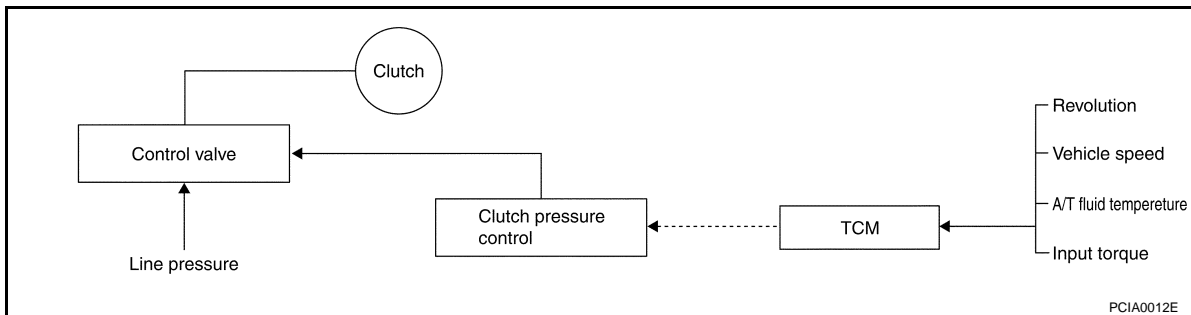 Clutch
Control valve
Line pressure
Clutch pressure
control
TCM
Revolution
Vehicle speed
A/T fluid tempereture
Input torque
PCIA0012E